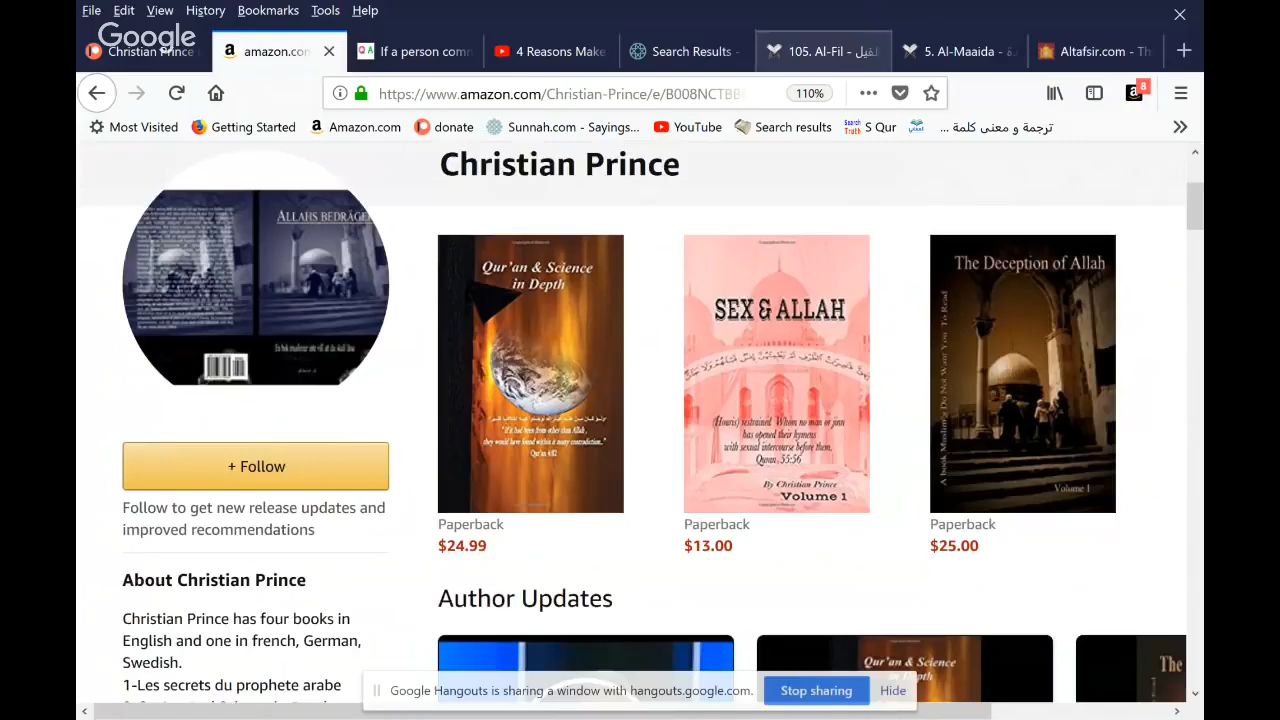 File Edit View History Bookmarks Tools Help
Google
Christian Prince
amazon.con
If a person com
4 Reasons Make
Search Results -
105. Al-Fil - الفيل
5. Al-Maaida - ة
Altafsir.com - Th
https://www.amazon.com/Christian-Prince/e/B008NCTBB
110%
8
Most Visited
Getting Started
Amazon.com
donate
Sunnah.com - Sayings...
YouTube
Search results
Search Truth
S Qur
ترجمة و معنى كلمة ...
Christian Prince
ALLAHS BEDRÄGER
Qur'an & Science
in Depth
"If it had been from other than Allah,
they would have found within it many contradiction.."
Qur'an 4:82
Paperback
$24.99
SEX & ALLAH
(Houris) restrained. Whom no man or jinn
has opened their hymens
with sexual intercourse before them.
Quran 55:56
By Christian Prince
Volume 1
Paperback
$13.00
The Deception of Allah
A book Muslims Do Not Want You To Read
Volume 1
Paperback
$25.00
+ Follow
Follow to get new release updates and
improved recommendations
About Christian Prince
Christian Prince has four books in
English and one in french, German,
Swedish.
1-Les secrets du prophete arabe
Author Updates
Qur'an & Science
The
Google Hangouts is sharing a window with hangouts.google.com.
Stop sharing
Hide